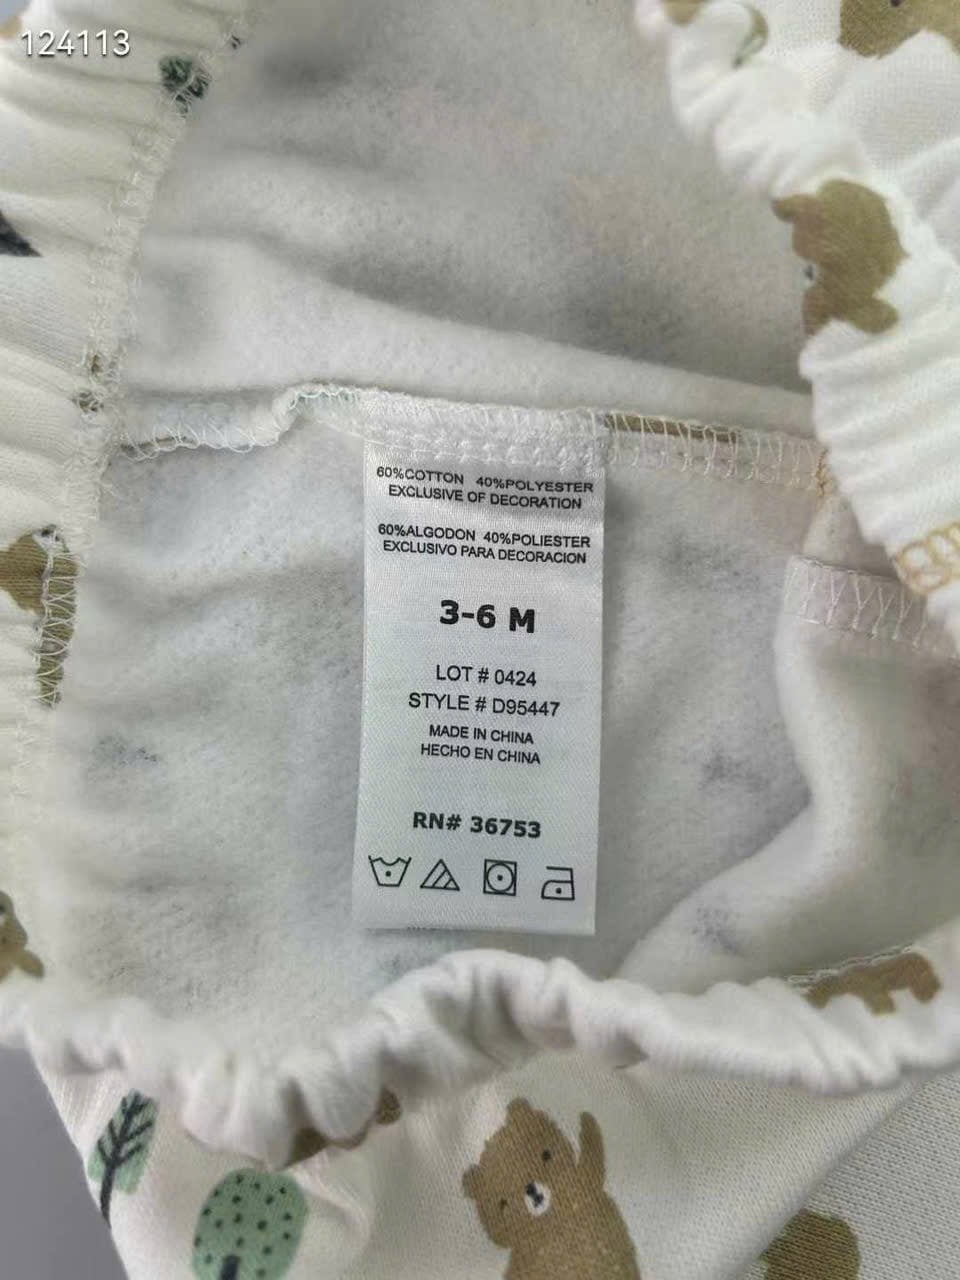 124113
60%COTTON 40%POLYESTER
EXCLUSIVE OF DECORATION
60%ALGODON 40%POLIESTER
EXCLUSIVO PARA DECORACION
3-6 M
LOT # 0424
STYLE # D95447
MADE IN CHINA
HECHO EN CHINA
RN# 36753